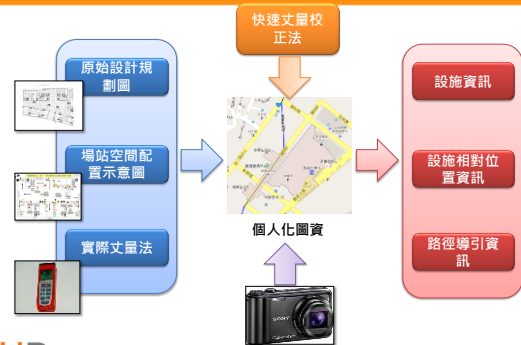 快速丈量校
正法
原始設計規
劃圖
場站空間配
置示意圖
實際丈量法
個人化圖資
設施資訊
設施相對位
置資訊
路徑導引資
訊
SONY